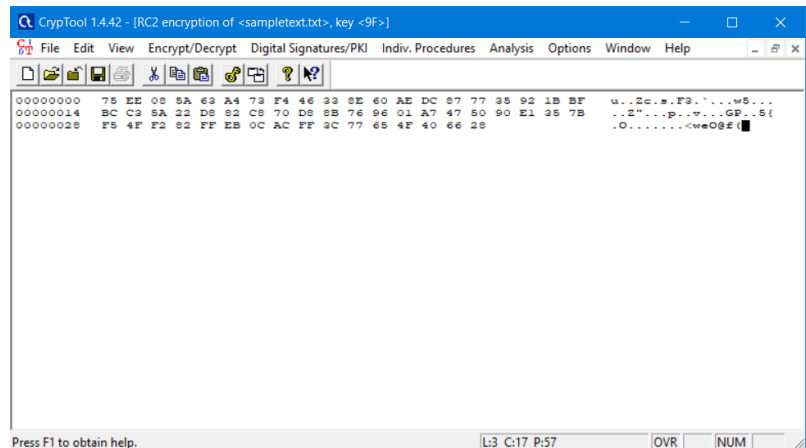 CrypTool 1.4.42 - [RC2 encryption of <sampletext.txt>, key <9F>]
File Edit View Encrypt/Decrypt Digital Signatures/PKI Indiv. Procedures Analysis Options Window Help
00000000 75 EE 08 5A 63 A4 73 F4 46 33 8E 60 AE DC 87 77 35 92 1B BF u..Zc.s.F3.`...w5...
00000014 BC C3 5A 22 D8 82 C8 70 D8 8B 76 96 01 A7 47 50 90 E1 35 7B ..Z"...p..v...GP..5{
00000028 F5 4F F2 82 FF EB 0C AC FF 3C 77 65 4F 40 66 28 .O.......<weO@f(
Press F1 to obtain help. L:3 C:17 P:57 OVR NUM